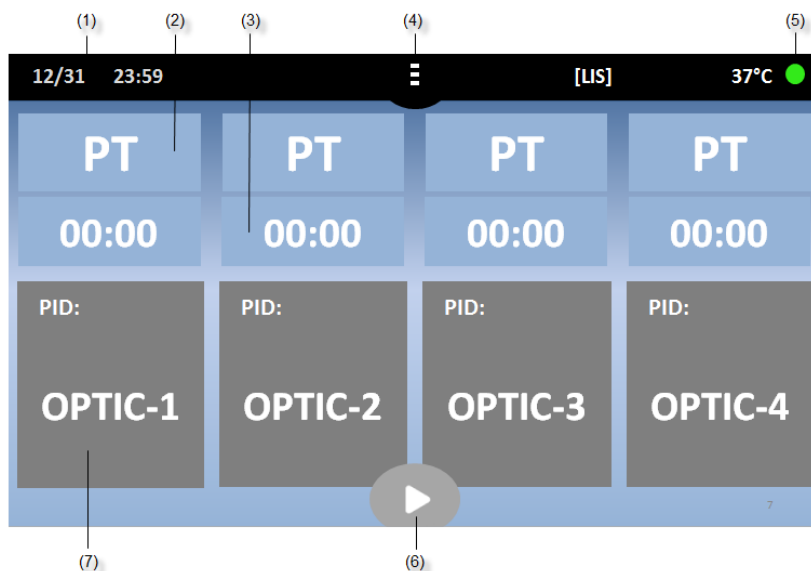 (1) (2) (3) (4) (5)
12/31 23:59 [LIS] 37°C
PT PT PT PT
00:00 00:00 00:00 00:00
PID: PID: PID: PID:
OPTIC-1 OPTIC-2 OPTIC-3 OPTIC-4
7
(7) (6)